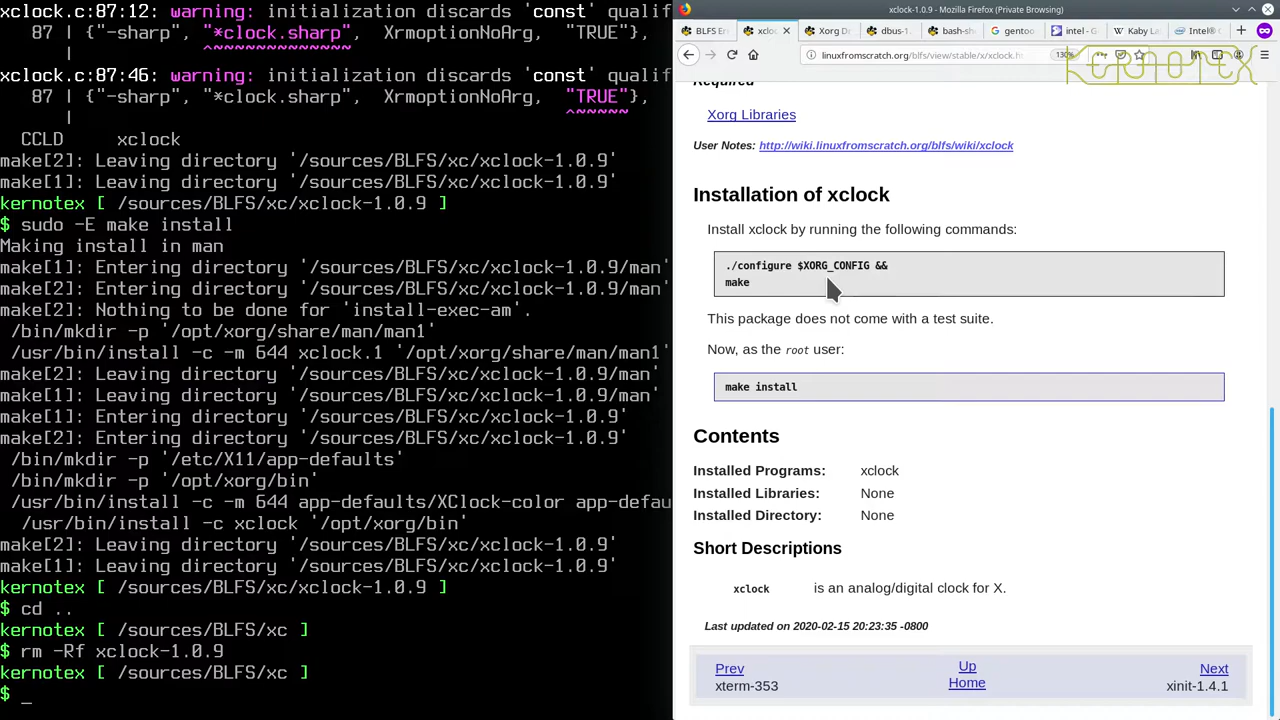 xclock.c:87:12: warning: initialization discards 'const' qualif
87 | {"-sharp", "*clock.sharp", XrmoptionNoArg, "TRUE"},
| ^~~~~~~~~~~~~~
xclock.c:87:46: warning: initialization discards 'const' qualif
87 | {"-sharp", "*clock.sharp", XrmoptionNoArg, "TRUE"},
| ^~~~~~
CCLD xclock
make[2]: Leaving directory '/sources/BLFS/xc/xclock-1.0.9'
make[1]: Leaving directory '/sources/BLFS/xc/xclock-1.0.9'
kernotex [ /sources/BLFS/xc/xclock-1.0.9 ]
$ sudo -E make install
Making install in man
make[1]: Entering directory '/sources/BLFS/xc/xclock-1.0.9/man'
make[2]: Entering directory '/sources/BLFS/xc/xclock-1.0.9/man'
make[2]: Nothing to be done for 'install-exec-am'.
/bin/mkdir -p '/opt/xorg/share/man/man1'
/usr/bin/install -c -m 644 xclock.1 '/opt/xorg/share/man/man1'
make[2]: Leaving directory '/sources/BLFS/xc/xclock-1.0.9/man'
make[1]: Leaving directory '/sources/BLFS/xc/xclock-1.0.9/man'
make[1]: Entering directory '/sources/BLFS/xc/xclock-1.0.9'
make[2]: Entering directory '/sources/BLFS/xc/xclock-1.0.9'
/bin/mkdir -p '/etc/X11/app-defaults'
/bin/mkdir -p '/opt/xorg/bin'
/usr/bin/install -c -m 644 app-defaults/XClock-color app-defau
/usr/bin/install -c xclock '/opt/xorg/bin'
make[2]: Leaving directory '/sources/BLFS/xc/xclock-1.0.9'
make[1]: Leaving directory '/sources/BLFS/xc/xclock-1.0.9'
kernotex [ /sources/BLFS/xc/xclock-1.0.9 ]
$ cd ..
kernotex [ /sources/BLFS/xc ]
$ rm -Rf xclock-1.0.9
kernotex [ /sources/BLFS/xc ]
$ _
xclock-1.0.9 - Mozilla Firefox (Private Browsing)
BLFS Er xcloc Xorg D dbus-1. bash-sh gentoo intel - G Kaby La Intel® C
linuxfromscratch.org/blfs/view/stable/x/xclock.h 130%
kernotex
Required
Xorg Libraries
User Notes: http://wiki.linuxfromscratch.org/blfs/wiki/xclock
Installation of xclock
Install xclock by running the following commands:
./configure $XORG_CONFIG &&
make
This package does not come with a test suite.
Now, as the root user:
make install
Contents
Installed Programs: xclock
Installed Libraries: None
Installed Directory: None
Short Descriptions
xclock is an analog/digital clock for X.
Last updated on 2020-02-15 20:23:35 -0800
Prev Up Next
xterm-353 Home xinit-1.4.1